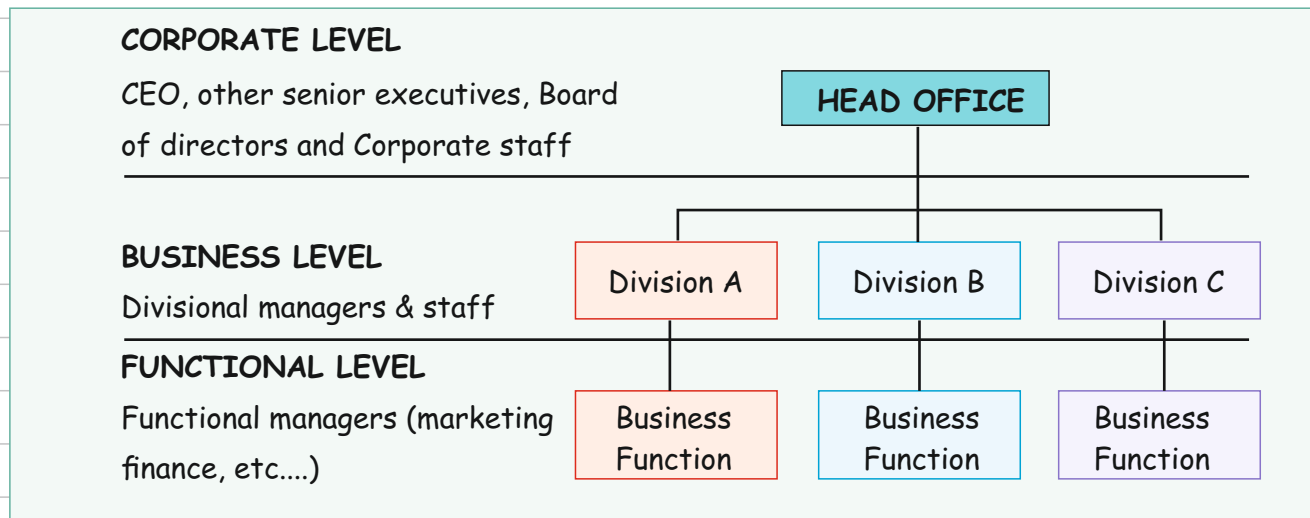 CORPORATE LEVEL
CEO, other senior executives, Board
of directors and Corporate staff
HEAD OFFICE
BUSINESS LEVEL
Divisional managers & staff
Division A
Division B
Division C
FUNCTIONAL LEVEL
Functional managers (marketing
finance, etc....)
Business
Function
Business
Function
Business
Function